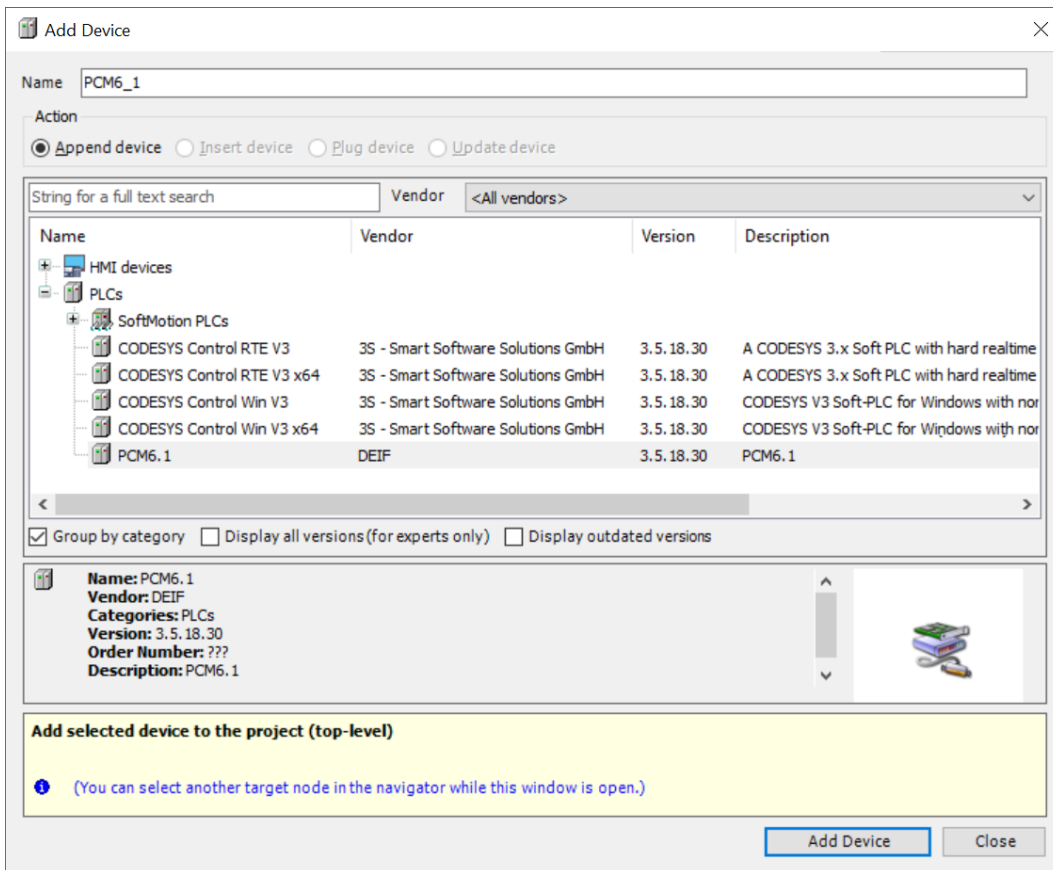 Add Device
Name PCM6_1
Action
Append device Insert device Plug device Update device
String for a full text search Vendor <All vendors>
Name Vendor Version Description
HMI devices
PLCs
SoftMotion PLCs
CODESYS Control RTE V3 3S - Smart Software Solutions GmbH 3.5.18.30 A CODESYS 3.x Soft PLC with hard realtime
CODESYS Control RTE V3 x64 3S - Smart Software Solutions GmbH 3.5.18.30 A CODESYS 3.x Soft PLC with hard realtime
CODESYS Control Win V3 3S - Smart Software Solutions GmbH 3.5.18.30 CODESYS V3 Soft-PLC for Windows with nor
CODESYS Control Win V3 x64 3S - Smart Software Solutions GmbH 3.5.18.30 CODESYS V3 Soft-PLC for Windows with nor
PCM6.1 DEIF 3.5.18.30 PCM6.1
Group by category Display all versions (for experts only) Display outdated versions
Name: PCM6.1
Vendor: DEIF
Categories: PLCs
Version: 3.5.18.30
Order Number: ???
Description: PCM6.1
Add selected device to the project (top-level)
(You can select another target node in the navigator while this window is open.)
Add Device Close